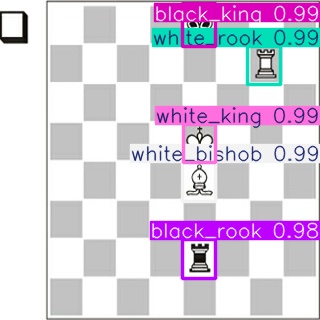 black_king 0.99
white_rook 0.99
white_king 0.99
white_bishob 0.99
black_rook 0.98